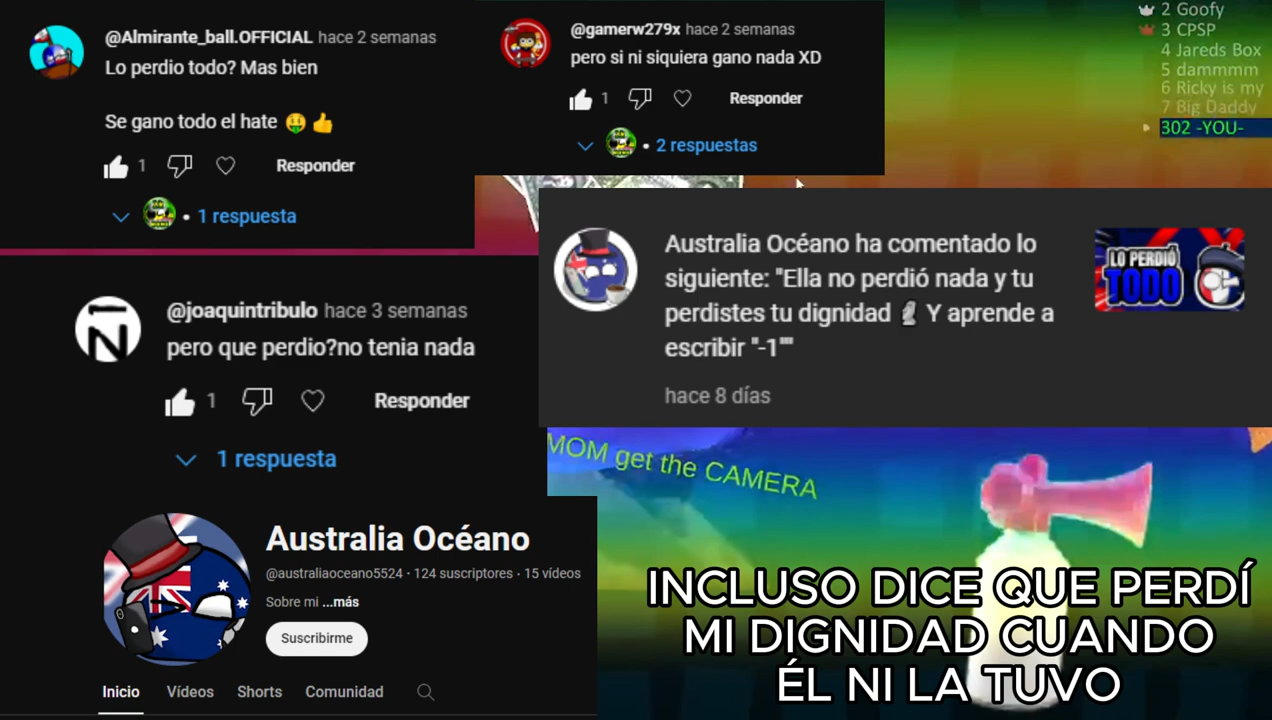 @Almirante_ball.OFFICIAL hace 2 semanas
Lo perdio todo? Mas bien
Se gano todo el hate 🤑👍
1
Responder
1 respuesta
@gamerw279x hace 2 semanas
pero si ni siquiera gano nada XD
1
Responder
2 respuestas
2 Goofy
3 CPSP
4 Jareds Box
5 dammmm
6 Ricky is my
7 Big Daddy
302 -YOU-
Australia Océano ha comentado lo
siguiente: "Ella no perdió nada y tu
perdistes tu dignidad 🗿 Y aprende a
escribir "-1""
hace 8 días
LO PERDIÓ
TODO
@joaquintribulo hace 3 semanas
pero que perdio?no tenia nada
1
Responder
1 respuesta
MOM get the CAMERA
Australia Océano
@australiaoceano5524 · 124 suscriptores · 15 vídeos
Sobre mi ...más
Suscribirme
Inicio Vídeos Shorts Comunidad
INCLUSO DICE QUE PERDÍ
MI DIGNIDAD CUANDO
ÉL NI LA TUVO